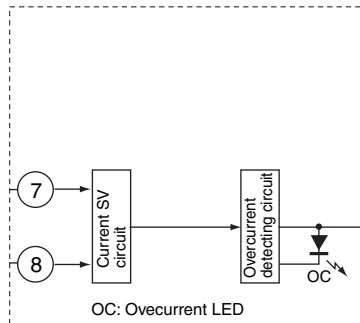 7
Current SV
circuit
Overcurrent
detecting circuit
8
OC
OC: Ovecurrent LED